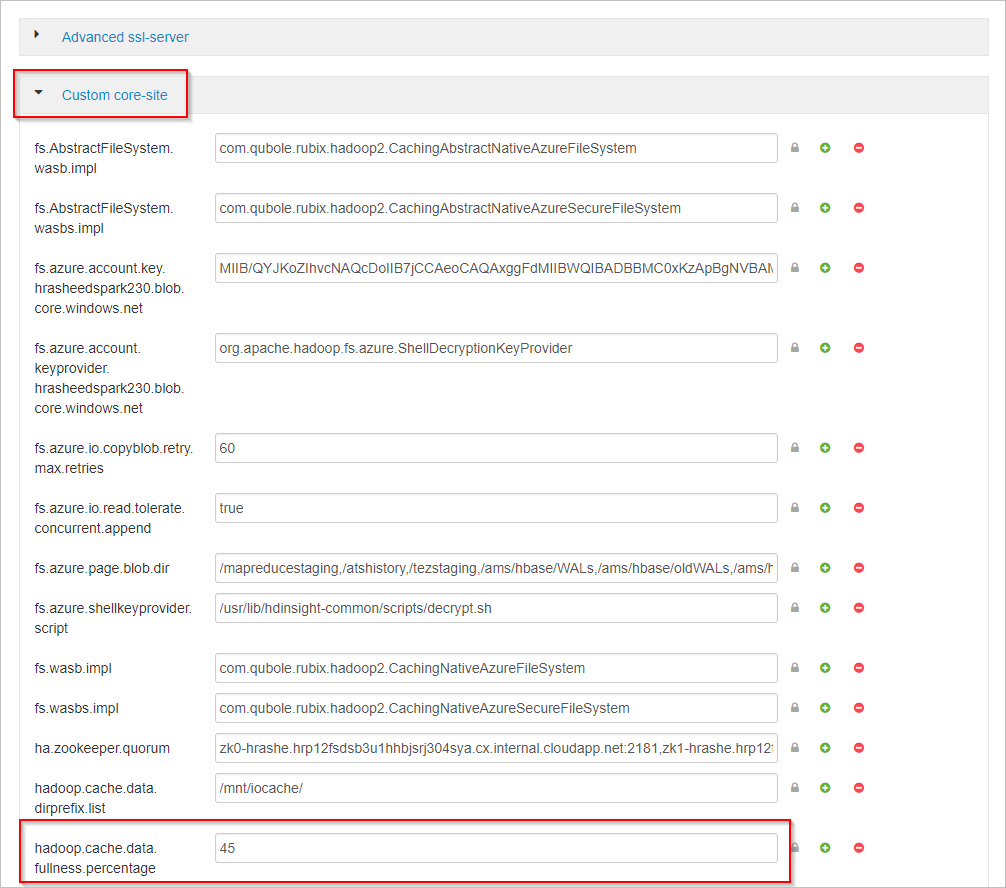 Advanced ssl-server
Custom core-site
fs.AbstractFileSystem.
wasb.impl
com.qubole.rubix.hadoop2.CachingAbstractNativeAzureFileSystem
fs.AbstractFileSystem.
wasbs.impl
com.qubole.rubix.hadoop2.CachingAbstractNativeAzureSecureFileSystem
fs.azure.account.key.
hrasheedspark230.blob.
core.windows.net
MIIB/QYJKoZIhvcNAQcDoIIB7jCCAeoCAQAxggFdMIIBWQIBADBBMC0xKzApBgNVBAM
fs.azure.account.
keyprovider.
hrasheedspark230.blob.
core.windows.net
org.apache.hadoop.fs.azure.ShellDecryptionKeyProvider
fs.azure.io.copyblob.retry.
max.retries
60
fs.azure.io.read.tolerate.
concurrent.append
true
fs.azure.page.blob.dir
/mapreducestaging,/atshistory,/tezstaging,/ams/hbase/WALs,/ams/hbase/oldWALs,/ams/h
fs.azure.shellkeyprovider.
script
/usr/lib/hdinsight-common/scripts/decrypt.sh
fs.wasb.impl
com.qubole.rubix.hadoop2.CachingNativeAzureFileSystem
fs.wasbs.impl
com.qubole.rubix.hadoop2.CachingNativeAzureSecureFileSystem
ha.zookeeper.quorum
zk0-hrashe.hrp12fsdsb3u1hhbjsrj304sya.cx.internal.cloudapp.net:2181,zk1-hrashe.hrp12f
hadoop.cache.data.
dirprefix.list
/mnt/iocache/
hadoop.cache.data.
fullness.percentage
45